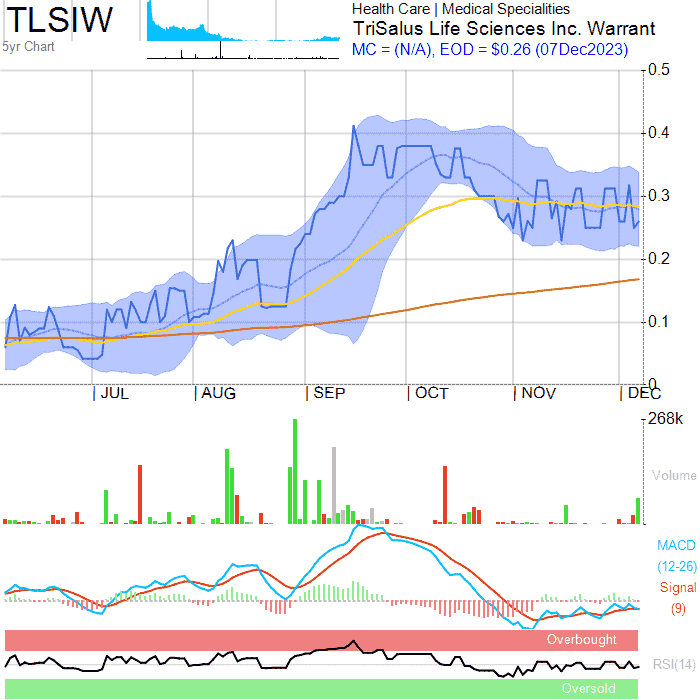 TLSIW
5yr Chart
Health Care | Medical Specialities
TriSalus Life Sciences Inc. Warrant
MC = (N/A), EOD = $0.26 (07Dec2023)
0.5
0.4
0.3
0.2
0.1
0
JUL AUG SEP OCT NOV DEC
268k
Volume
MACD
(12-26)
Signal
(9)
Overbought
RSI(14)
Oversold